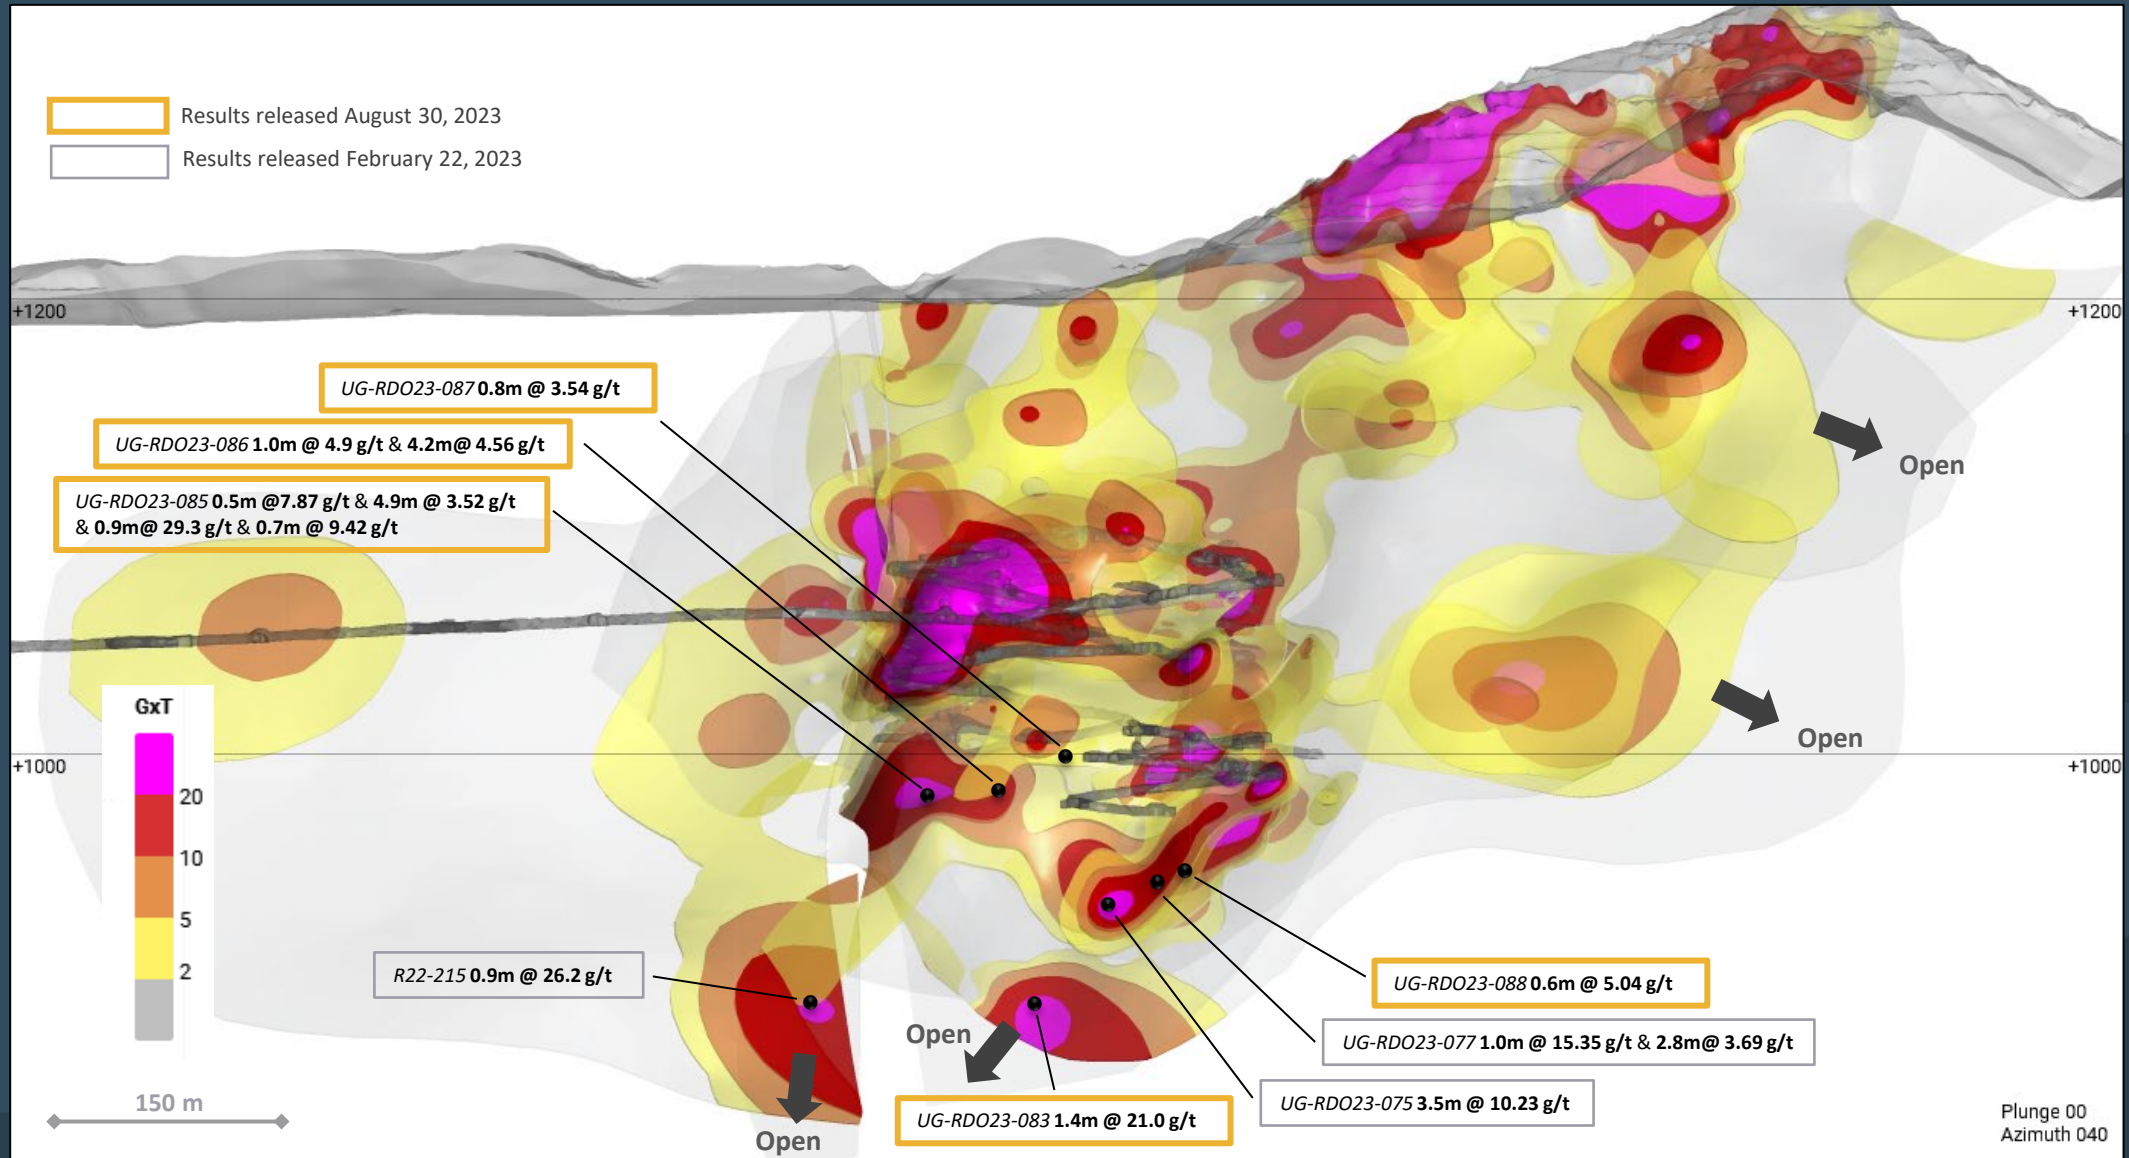 Results released August 30, 2023
Results released February 22, 2023
+1200
+1200
UG-RDO23-087 0.8m @ 3.54 g/t
UG-RDO23-086 1.0m @ 4.9 g/t & 4.2m@ 4.56 g/t
Open
UG-RDO23-085 0.5m @7.87 g/t & 4.9m @ 3.52 g/t
& 0.9m@ 29.3 g/t & 0.7m @ 9.42 g/t
GxT
20
10
5
2
Open
+1000
+1000
R22-215 0.9m @ 26.2 g/t
UG-RDO23-088 0.6m @ 5.04 g/t
Open
UG-RDO23-077 1.0m @ 15.35 g/t & 2.8m@ 3.69 g/t
150 m
UG-RDO23-075 3.5m @ 10.23 g/t
UG-RDO23-083 1.4m @ 21.0 g/t
Open
Plunge 00
Azimuth 040